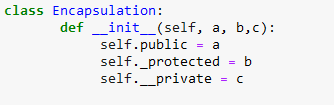 class Encapsulation:
def __init__(self, a, b,c):
self.public = a
self._protected = b
self.__private = c